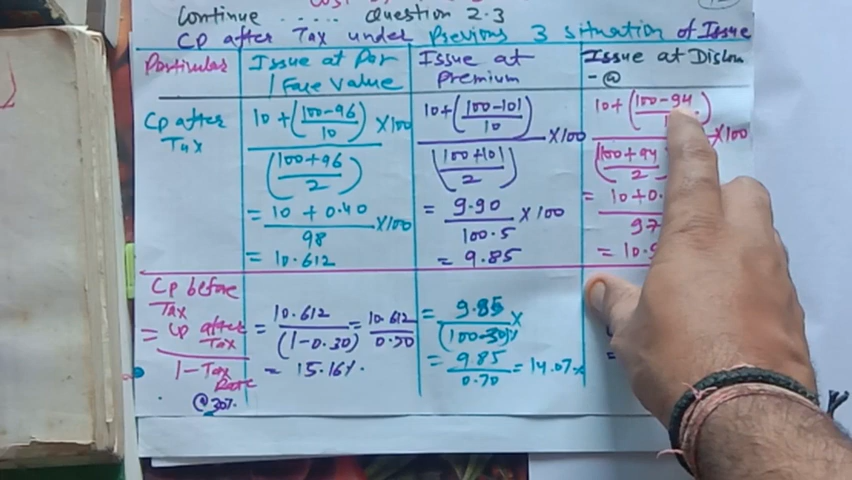 Continue ..... Question 2.3
CP after Tax under Previous 3 situation of Issue
Particular
Issue at Par
/ Face Value
Issue at
Premium
Issue at
- @
CP after
Tax
10 + (100-96 / 10) X100
(100+96 / 2)
= 10 + 0.40 / 98 X100
= 10.612
10+(100-101 / 10) X100
(100+101 / 2)
= 9.90 / 100.5 X 100
= 9.85
10+(100-94
X100
(100+94 / 2
= 10+0.
97
= 10.9
CP before
Tax
= CP after Tax
1-Tax Rate
@30%.
= 10.612 / (1-0.30) = 10.612 / 0.70
= 15.16%.
= 9.85 / (100-30)% X
= 9.85 / 0.70 = 14.07%
=